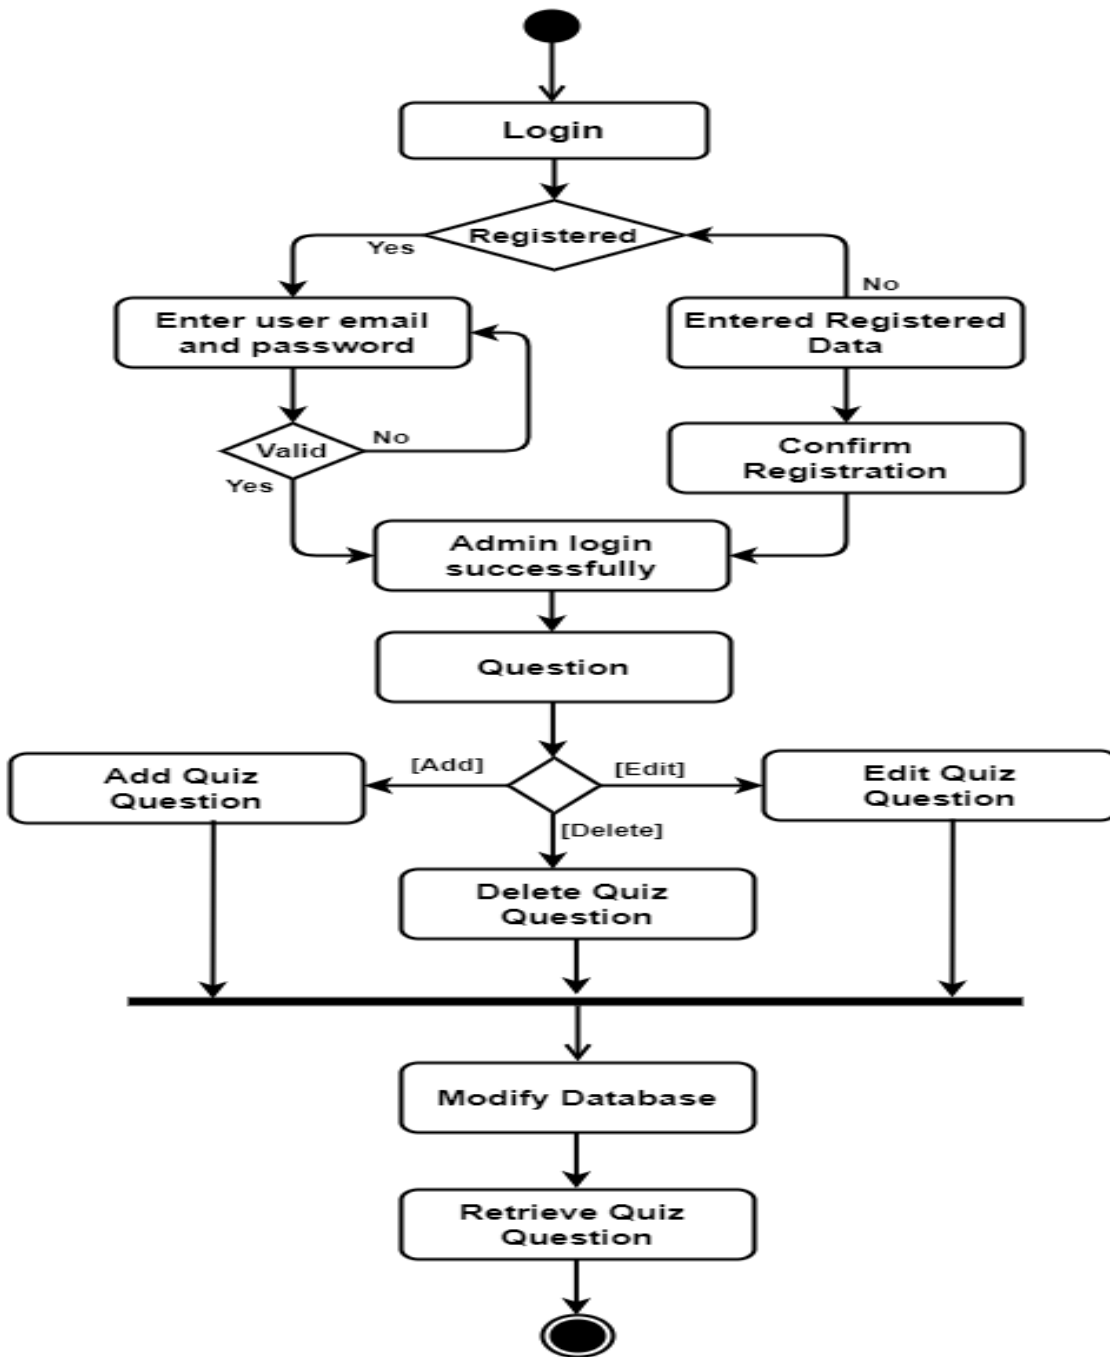 Login
Registered
Yes
No
Enter user email
and password
Entered Registered
Data
Valid
No
Yes
Confirm
Registration
Admin login
successfully
Question
[Add]
[Edit]
Add Quiz
Question
Edit Quiz
Question
[Delete]
Delete Quiz
Question
Modify Database
Retrieve Quiz
Question